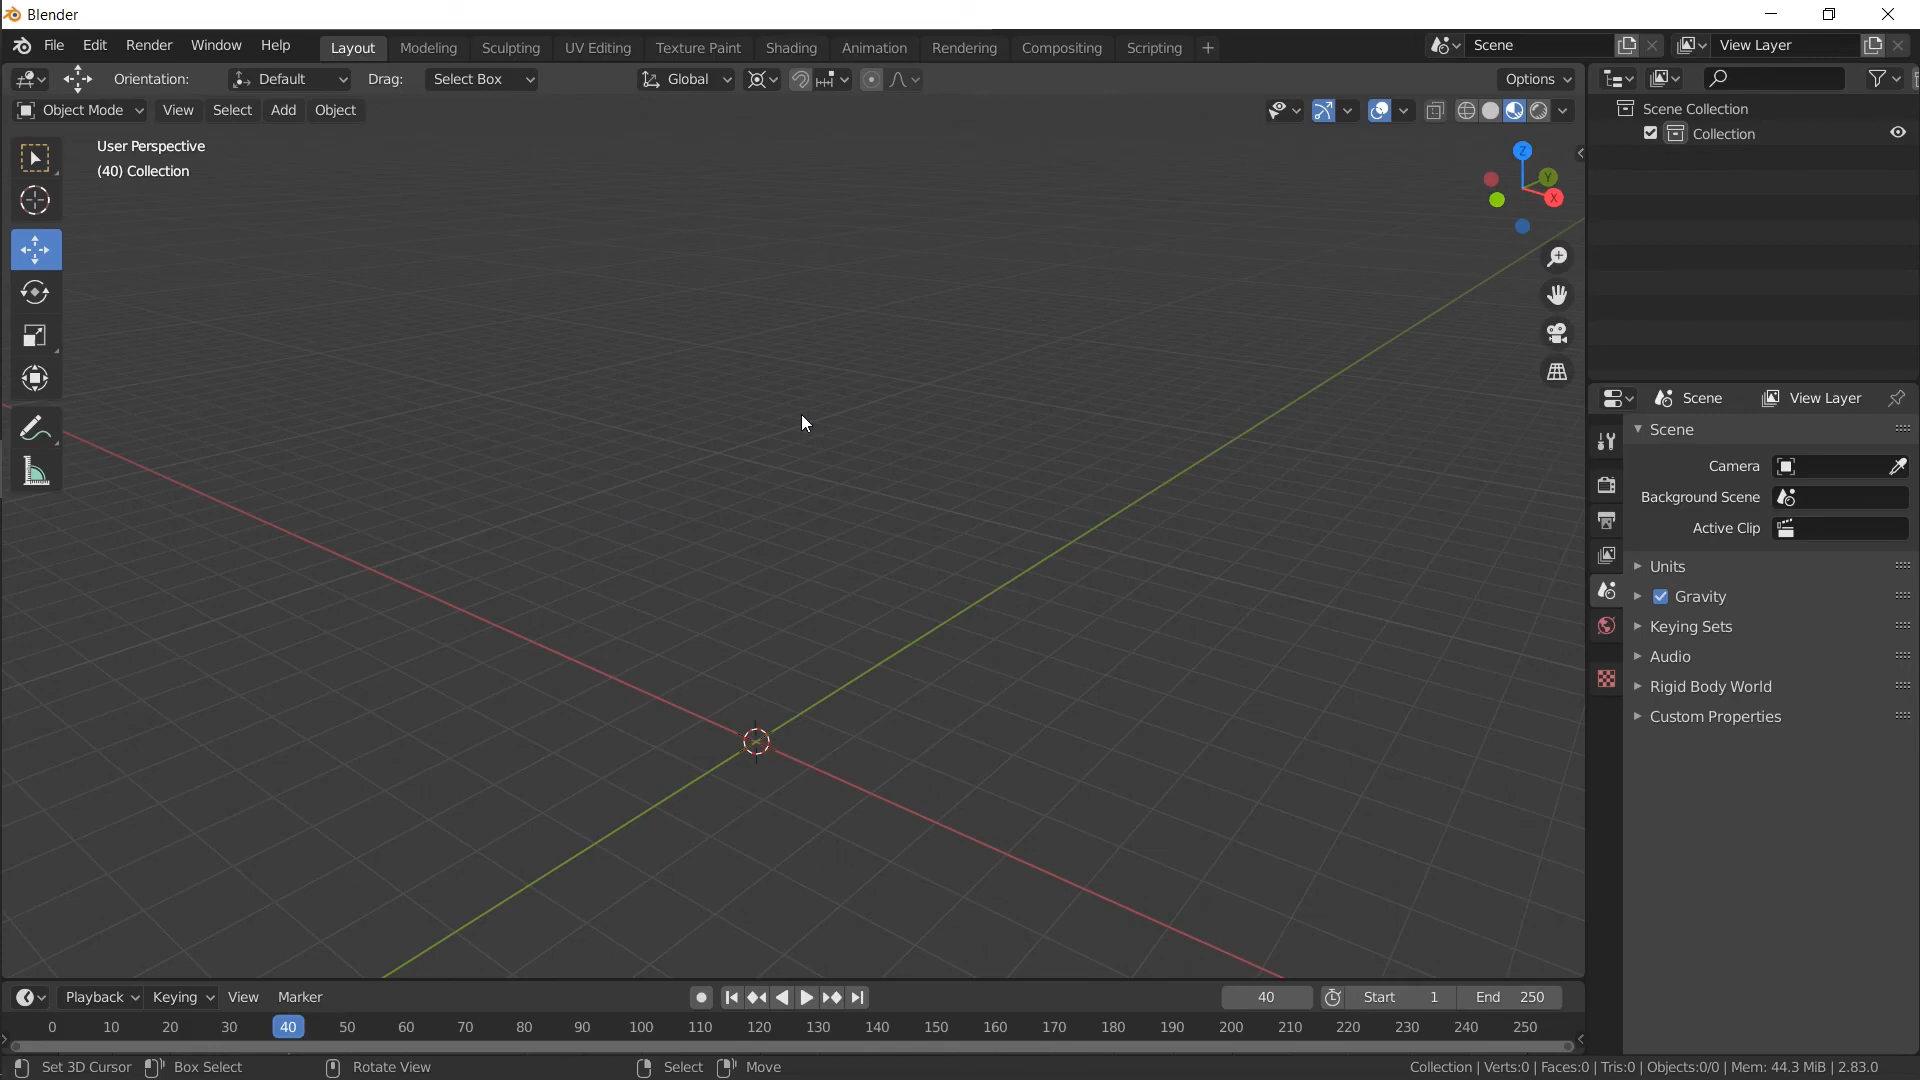 Blender
File Edit Render Window Help Layout Modeling Sculpting UV Editing Texture Paint Shading Animation Rendering Compositing Scripting + Scene View Layer
Orientation: Default Drag: Select Box Global Options
Object Mode View Select Add Object
Scene Collection
Collection
User Perspective
(40) Collection
Z
Y
X
Scene View Layer
Scene
Camera
Background Scene
Active Clip
Units
Gravity
Keying Sets
Audio
Rigid Body World
Custom Properties
Playback Keying View Marker 40 Start 1 End 250
0 10 20 30 40 50 60 70 80 90 100 110 120 130 140 150 160 170 180 190 200 210 220 230 240 250
Set 3D Cursor Box Select Rotate View Select Move Collection | Verts:0 | Faces:0 | Tris:0 | Objects:0/0 | Mem: 44.3 MiB | 2.83.0